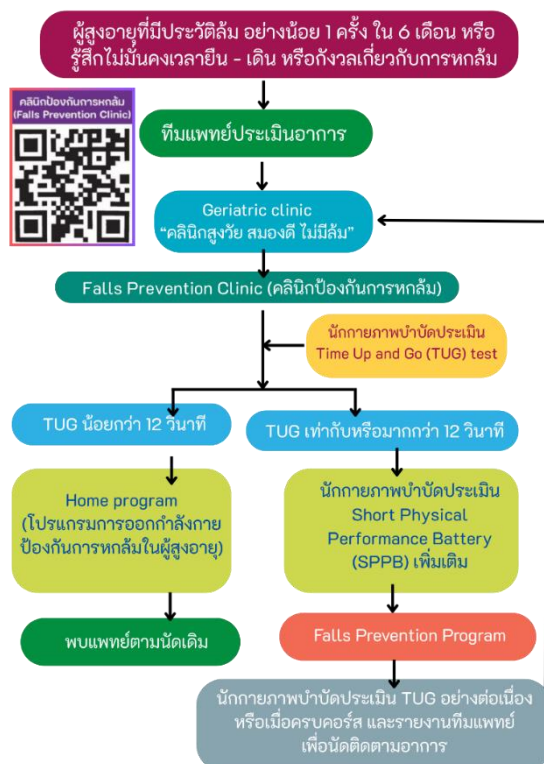 ผู้สูงอายุที่มีประวัติล้ม อย่างน้อย 1 ครั้ง ใน 6 เดือน หรือ
รู้สึกไม่มั่นคงเวลายืน - เดิน หรือกังวลเกี่ยวกับการหกล้ม
คลินิกป้องกันการหกล้ม
(Falls Prevention Clinic)
ทีมแพทย์ประเมินอาการ
Geriatric clinic
“คลินิกสูงวัย สมองดี ไม่มีล้ม”
Falls Prevention Clinic (คลินิกป้องกันการหกล้ม)
นักกายภาพบำบัดประเมิน
Time Up and Go (TUG) test
TUG น้อยกว่า 12 วินาที
TUG เท่ากับหรือมากกว่า 12 วินาที
Home program
(โปรแกรมการออกกำลังกาย
ป้องกันการหกล้มในผู้สูงอายุ)
นักกายภาพบำบัดประเมิน
Short Physical
Performance Battery
(SPPB) เพิ่มเติม
พบแพทย์ตามนัดเดิม
Falls Prevention Program
นักกายภาพบำบัดประเมิน TUG อย่างต่อเนื่อง
หรือเมื่อครบคอร์ส และรายงานทีมแพทย์
เพื่อนัดติดตามอาการ